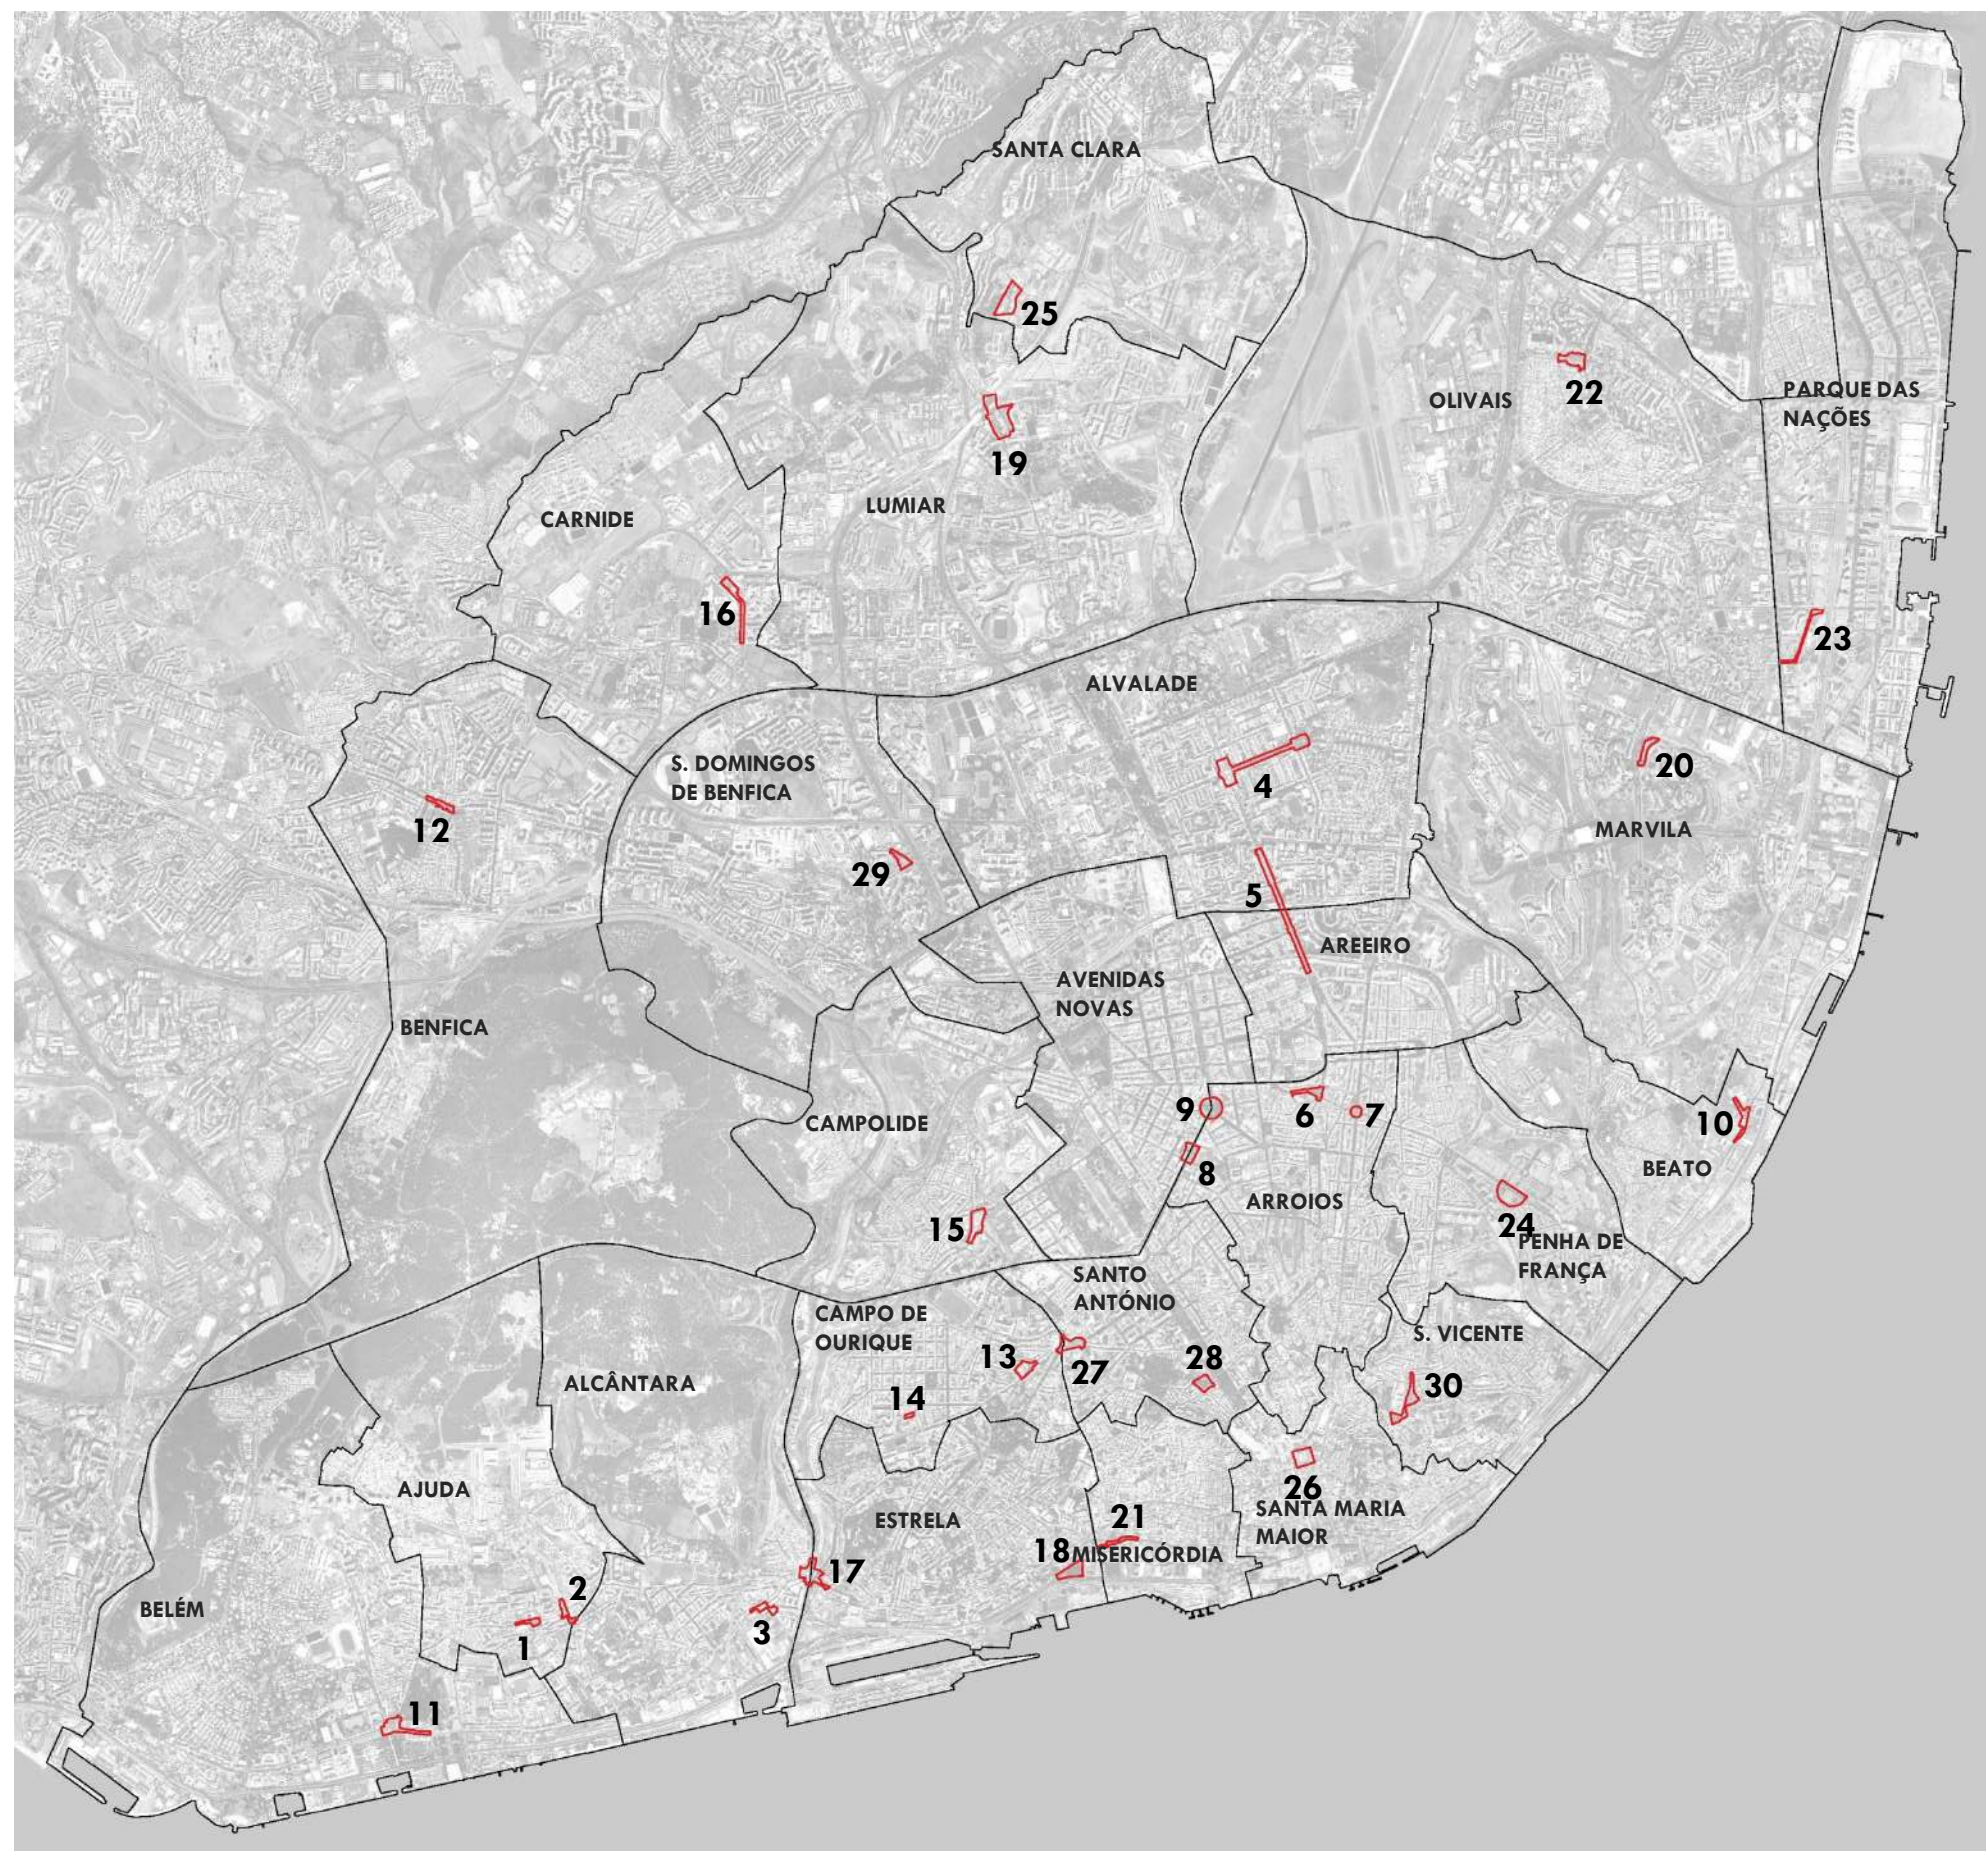 SANTA CLARA
25
22
OLIVAIS
PARQUE DAS
NAÇÕES
19
LUMIAR
CARNIDE
16
23
ALVALADE
S. DOMINGOS
DE BENFICA
4
20
12
MARVILA
29
5
AREEIRO
AVENIDAS
NOVAS
BENFICA
9
6
7
10
CAMPOLIDE
8
BEATO
ARROIOS
15
24
PENHA DE
FRANÇA
SANTO
ANTÓNIO
CAMPO DE
OURIQUE
S. VICENTE
13
27
28
ALCÂNTARA
30
14
AJUDA
26
SANTA MARIA
MAIOR
ESTRELA
21
18
MISERICÓRDIA
17
2
BELÉM
1
3
11